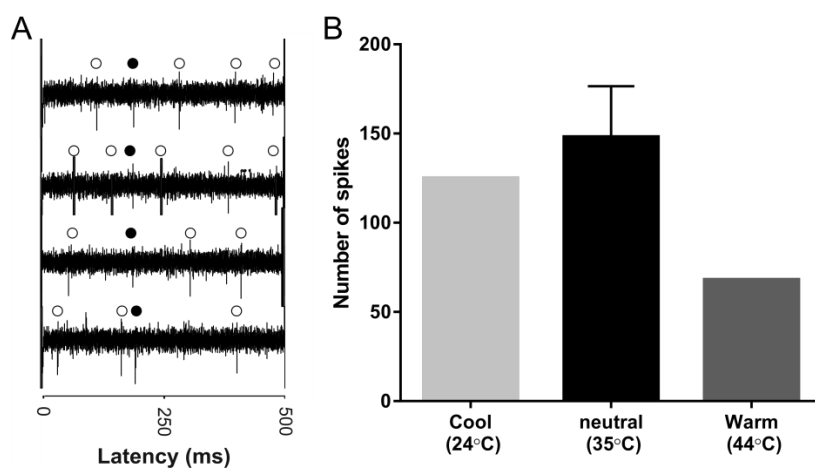 A
0
250
500
Latency (ms)
B
200
150
100
50
0
Number of spikes
Cool
(24°C)
neutral
(35°C)
Warm
(44°C)